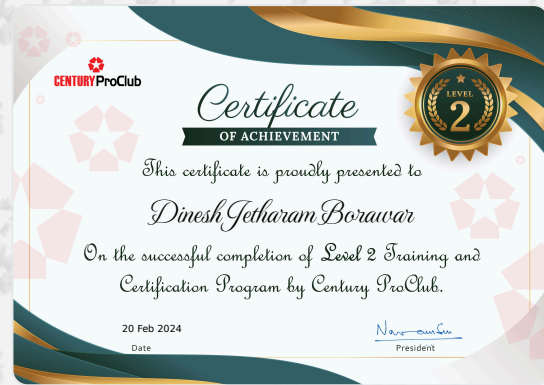 CENTURY ProClub
LEVEL
2
Certificate
OF ACHIEVEMENT
This certificate is proudly presented to
Dinesh Jetharam Borawar
On the successful completion of Level 2 Training and
Certification Program by Century ProClub.
20 Feb 2024
Date
President